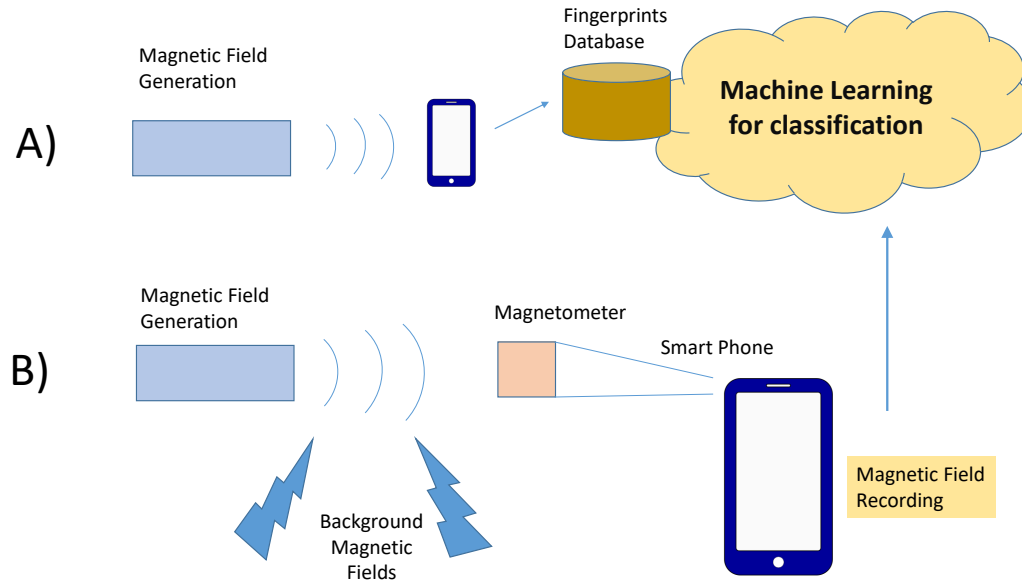 Fingerprints
Database
Magnetic Field
Generation
Machine Learning
for classification
A)
Magnetic Field
Generation
Magnetometer
Smart Phone
B)
Magnetic Field
Recording
Background
Magnetic
Fields